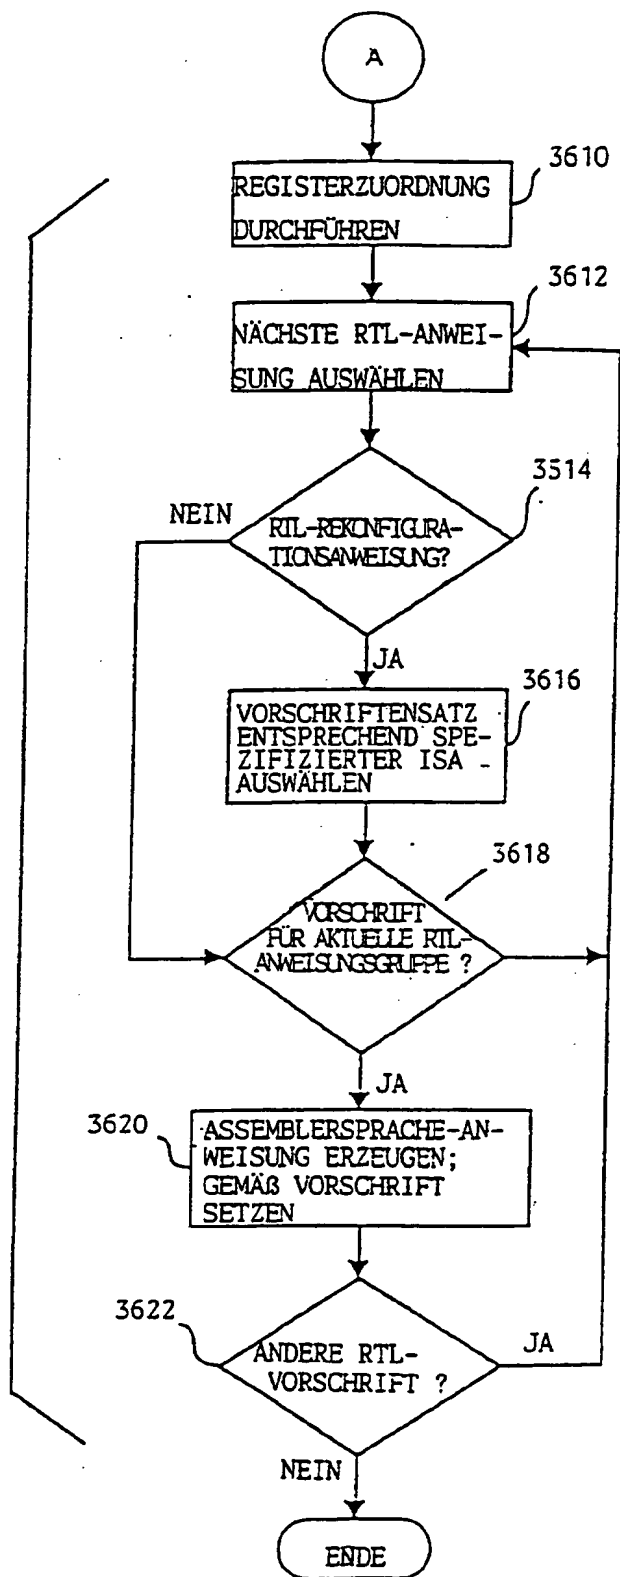 A
3610
REGISTERZUORDNUNG
DURCHFÜHREN
3612
NÄCHSTE RTL-ANWEI-
SUNG AUSWÄHLEN
3514
NEIN
RTL-REKONFIGURA-
TIONSANWEISUNG?
JA
3616
VORSCHRIFTENSATZ
ENTSPRECHEND SPE-
ZIFIZIERTER ISA
AUSWÄHLEN
3618
VORSCHRIFT
FÜR AKTUELLE RTL-
ANWEISUNGSGRUPPE ?
JA
3620
ASSEMBLERSPRACHE-AN-
WEISUNG ERZEUGEN;
GEMÄß VORSCHRIFT
SETZEN
3622
ANDERE RTL-
VORSCHRIFT ?
JA
NEIN
ENDE